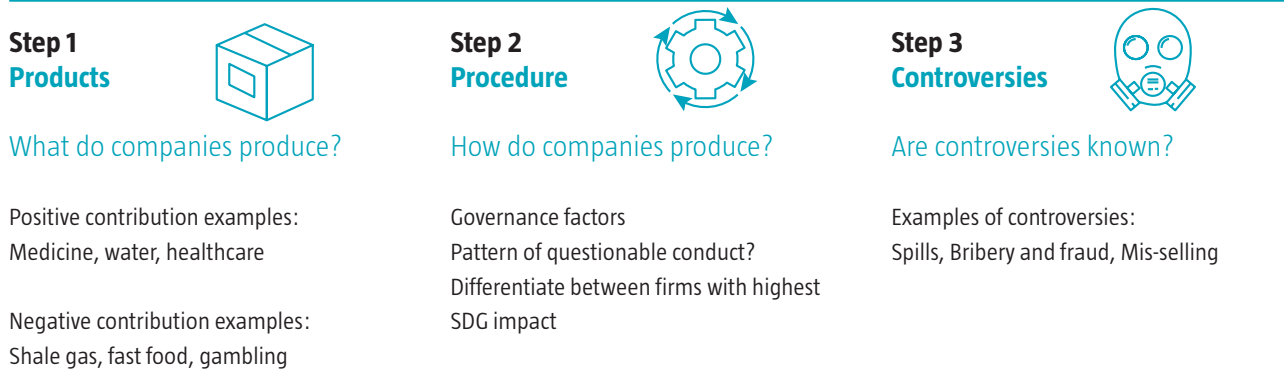 Step 1
Products
What do companies produce?
Positive contribution examples:
Medicine, water, healthcare
Negative contribution examples:
Shale gas, fast food, gambling
Step 2
Procedure
How do companies produce?
Governance factors
Pattern of questionable conduct?
Differentiate between firms with highest
SDG impact
Step 3
Controversies
Are controversies known?
Examples of controversies:
Spills, Bribery and fraud, Mis-selling